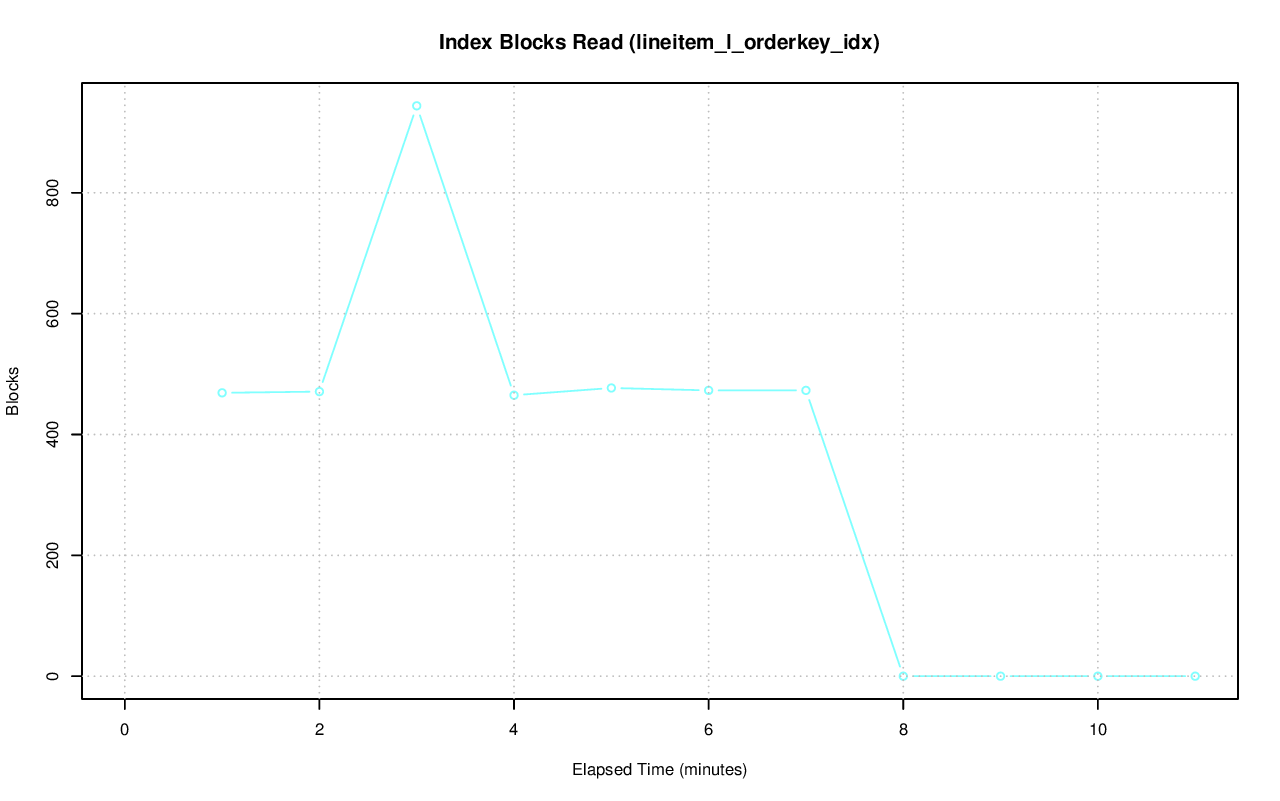 Index Blocks Read (lineitem_l_orderkey_idx)
Blocks
800
600
400
200
0
0 2 4 6 8 10
Elapsed Time (minutes)